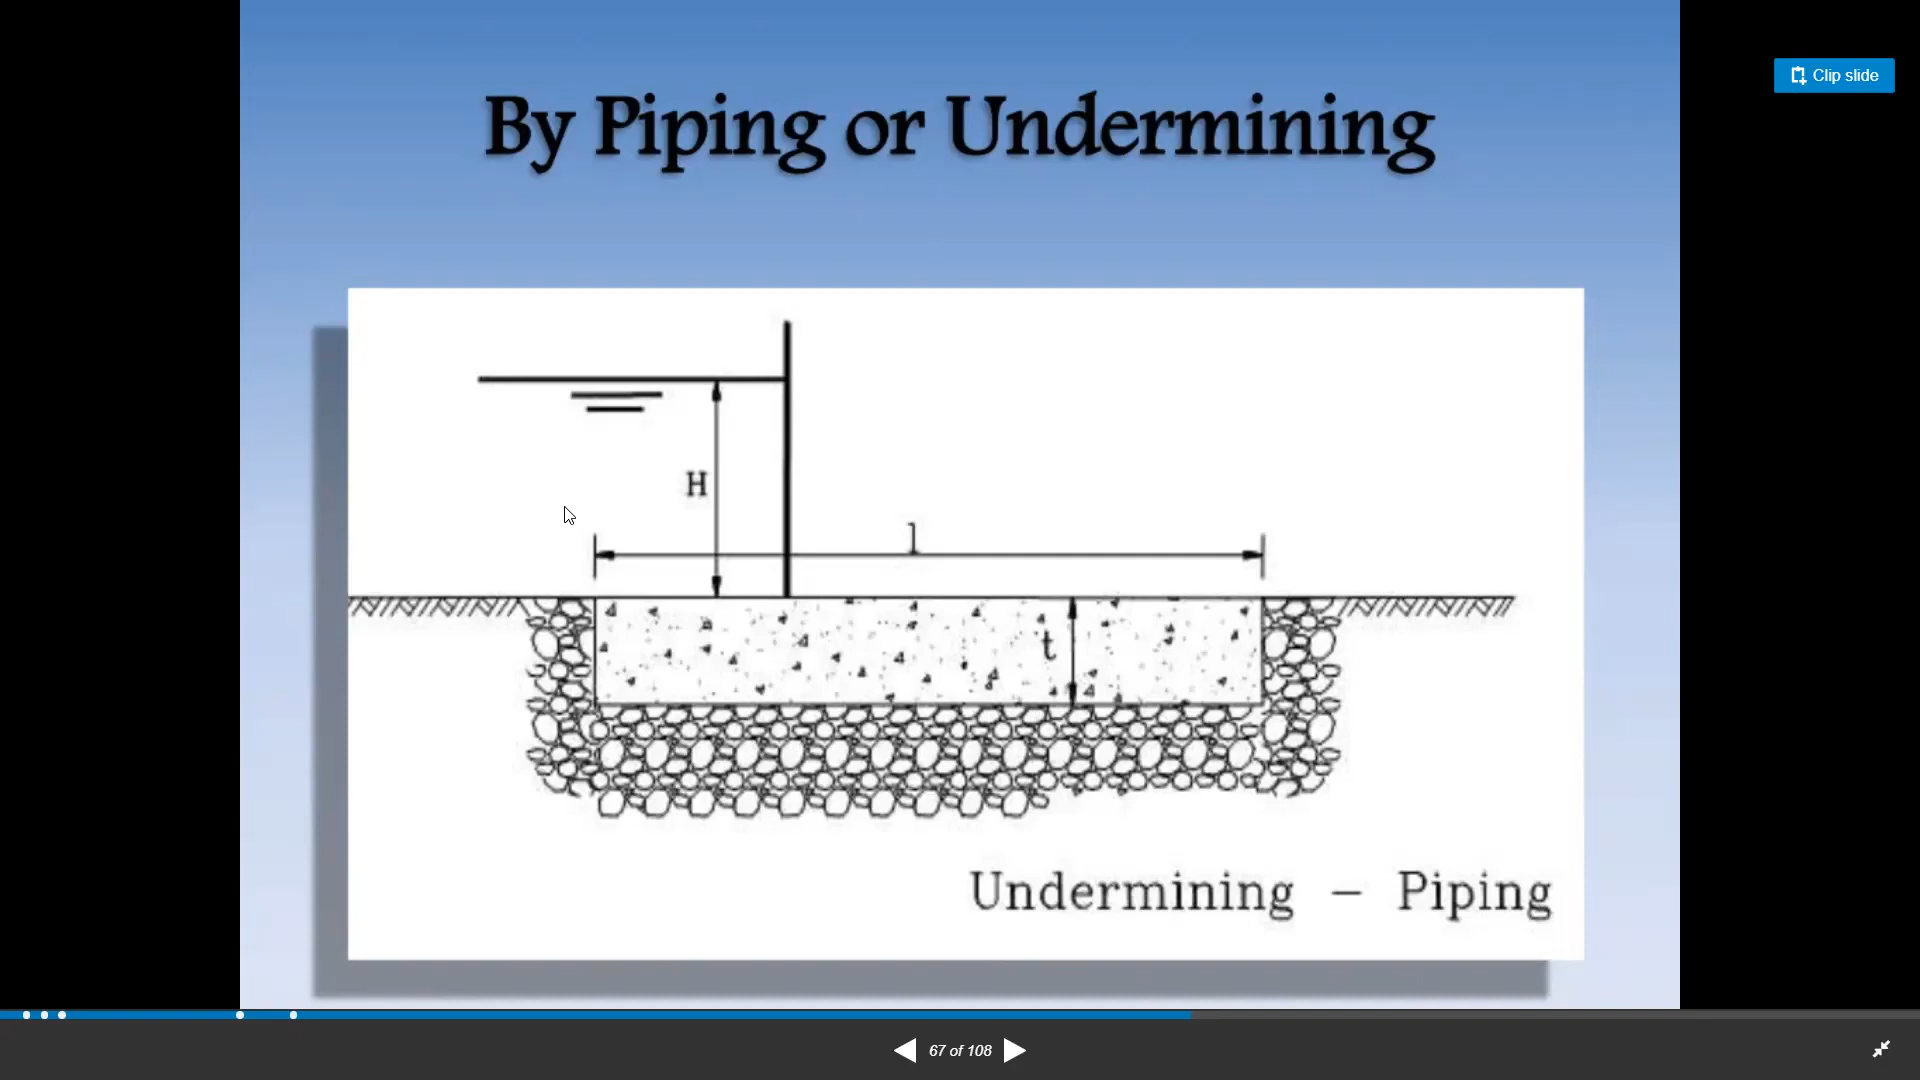 Clip slide
By Piping or Undermining
H
l
t
Undermining - Piping
67 of 108